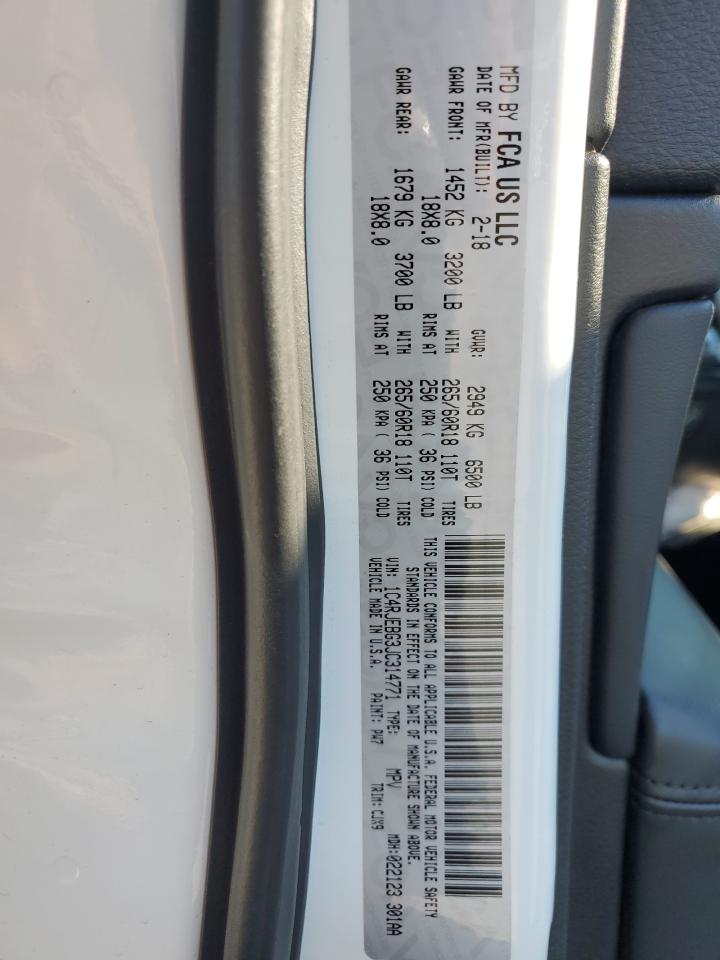 MFD BY FCA US LLC
DATE OF MFR(BUILT): 2-18 GVWR: 2949 KG 6500 LB
GAWR FRONT: 1452 KG 3200 LB WITH 265/60R18 110T TIRES
18X8.0 RIMS AT 250 KPA ( 36 PSI) COLD
GAWR REAR: 1679 KG 3700 LB WITH 265/60R18 110T TIRES
18X8.0 RIMS AT 250 KPA ( 36 PSI) COLD
THIS VEHICLE CONFORMS TO ALL APPLICABLE U.S.A. FEDERAL MOTOR VEHICLE SAFETY
STANDARDS IN EFFECT ON THE DATE OF MANUFACTURE SHOWN ABOVE.
VIN: 1C4RJEBG3JC314771 TYPE: MPV MDH:022123 301AA
VEHICLE MADE IN U.S.A. PAINT: PW7 TRIM: CJX9